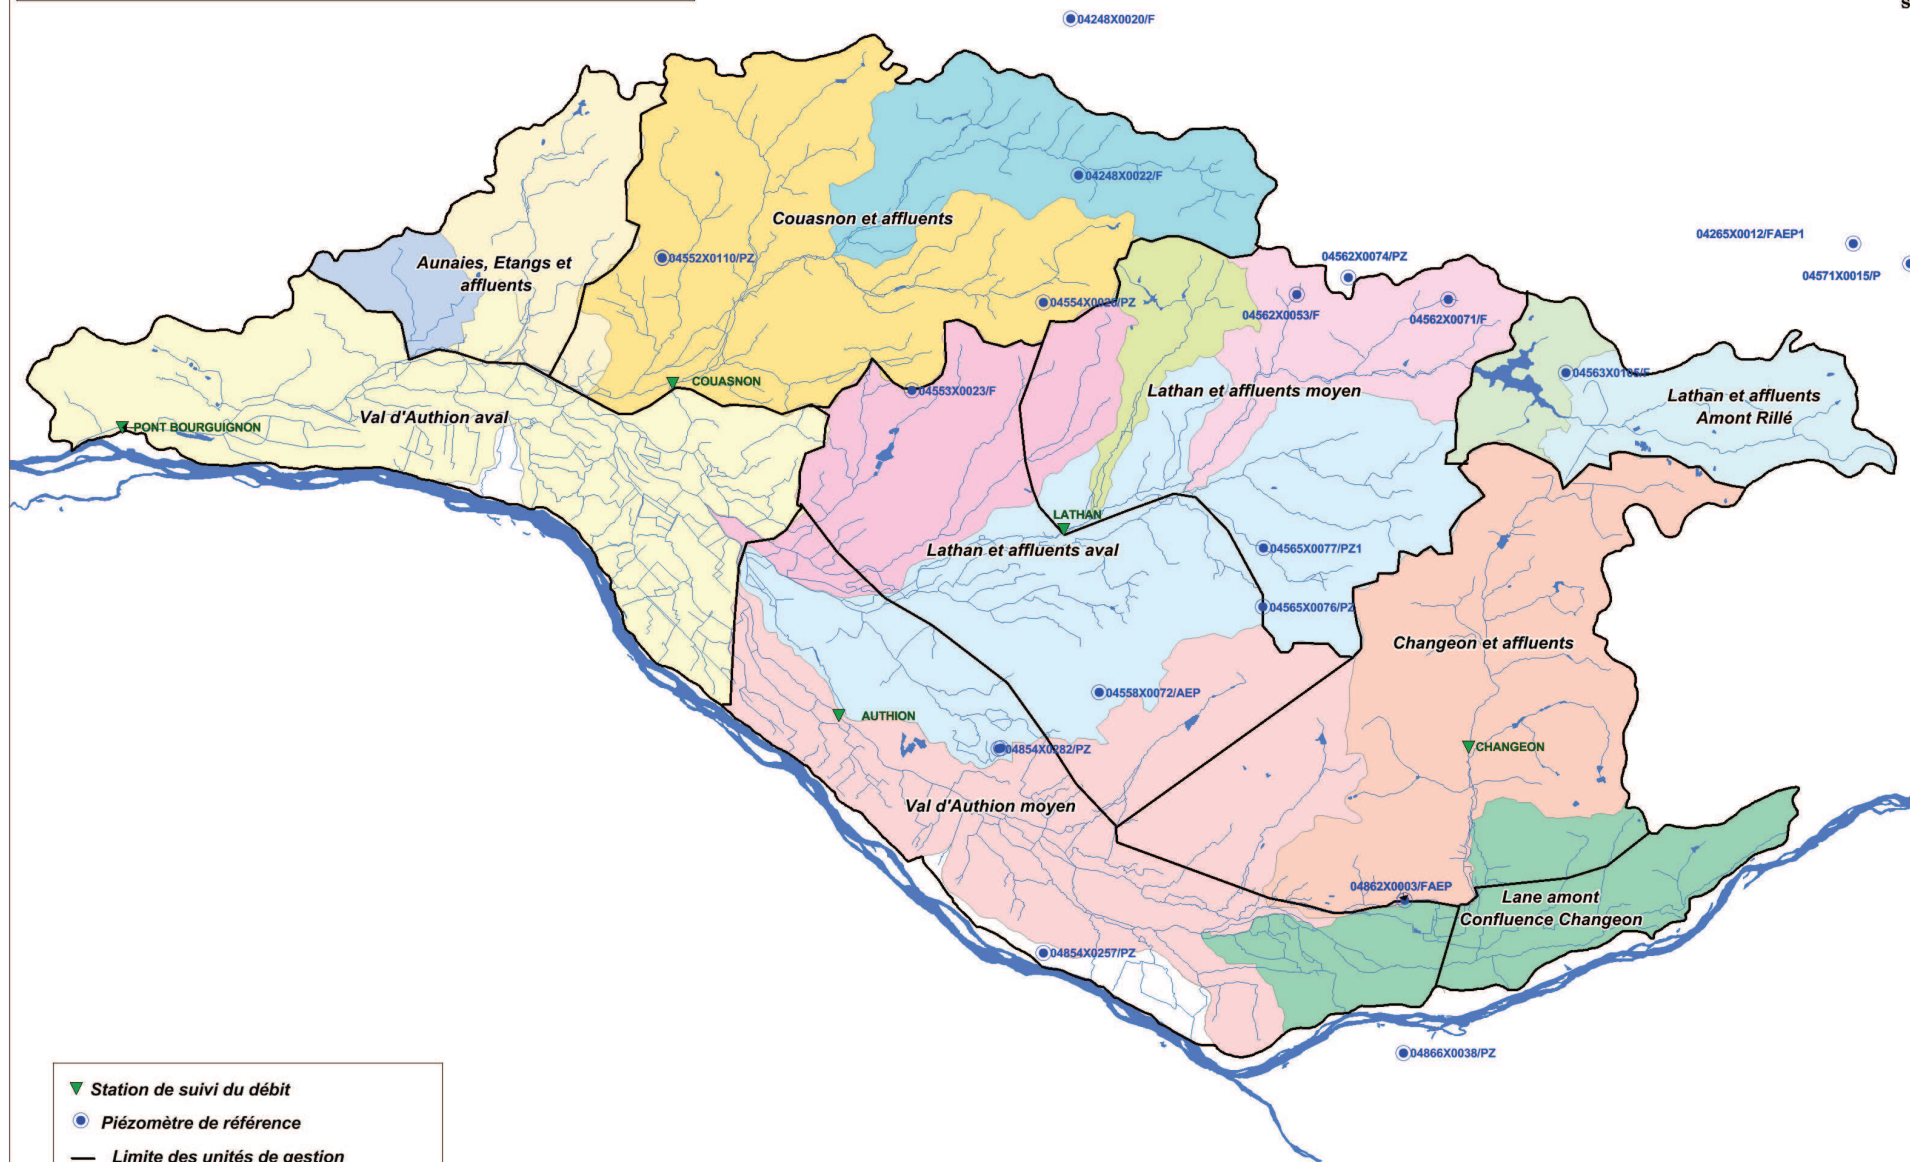 s
04248X0020/F
04248X0022/F
Couasnon et affluents
04265X0012/FAEP1
04562X0074/PZ
04552X0110/PZ
Aunaies, Etangs et
affluents
04571X0015/P
04562X0053/F
04562X0071/F
COUASNON
04553X0023/F
Lathan et affluents moyen
Lathan et affluents
Amont Rillé
Val d'Authion aval
PONT BOURGUIGNON
LATHAN
Lathan et affluents aval
04565X0077/PZ1
04565X0076/PZ
Changeon et affluents
04558X0072/AEP
AUTHION
04854X0282/PZ
CHANGEON
Val d'Authion moyen
04862X0003/FAEP
Lane amont
Confluence Changeon
04854X0257/PZ
04866X0038/PZ
Station de suivi du débit
Piézomètre de référence
Limite des unités de gestion